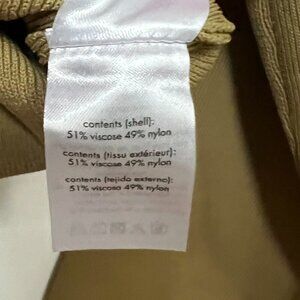 contents (shell):
51% viscose 49% nylon
contents (tissu extérieur):
51% viscose 49% nylon
contents (tejido externo):
51% viscose 49% nylon